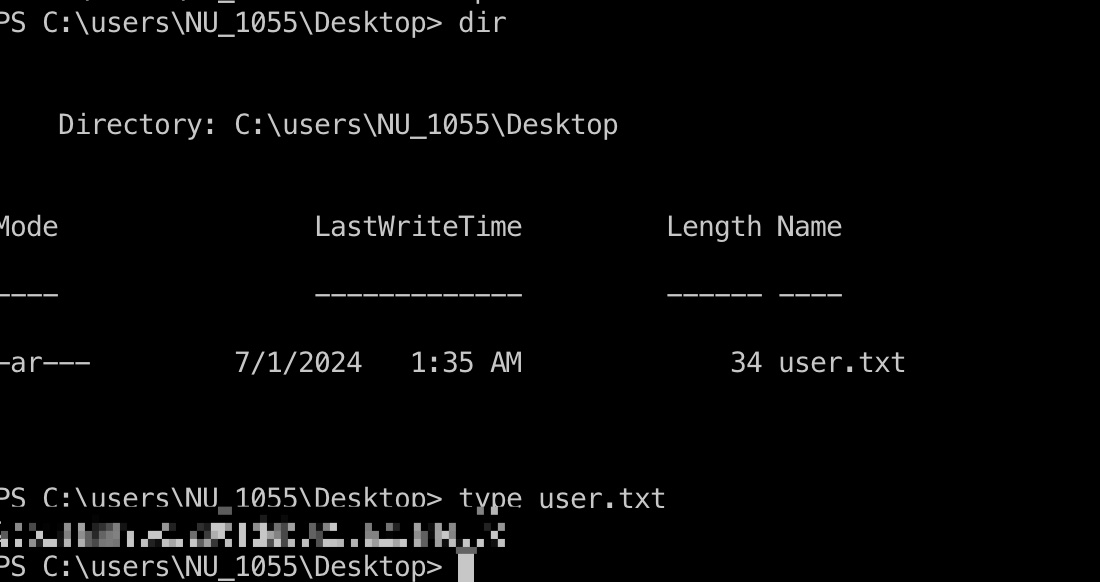 PS C:\users\NU_1055\Desktop> dir
Directory: C:\users\NU_1055\Desktop
Mode LastWriteTime Length Name
---- ------------- ------ ----
-ar--- 7/1/2024 1:35 AM 34 user.txt
PS C:\users\NU_1055\Desktop> type user.txt
PS C:\users\NU_1055\Desktop>